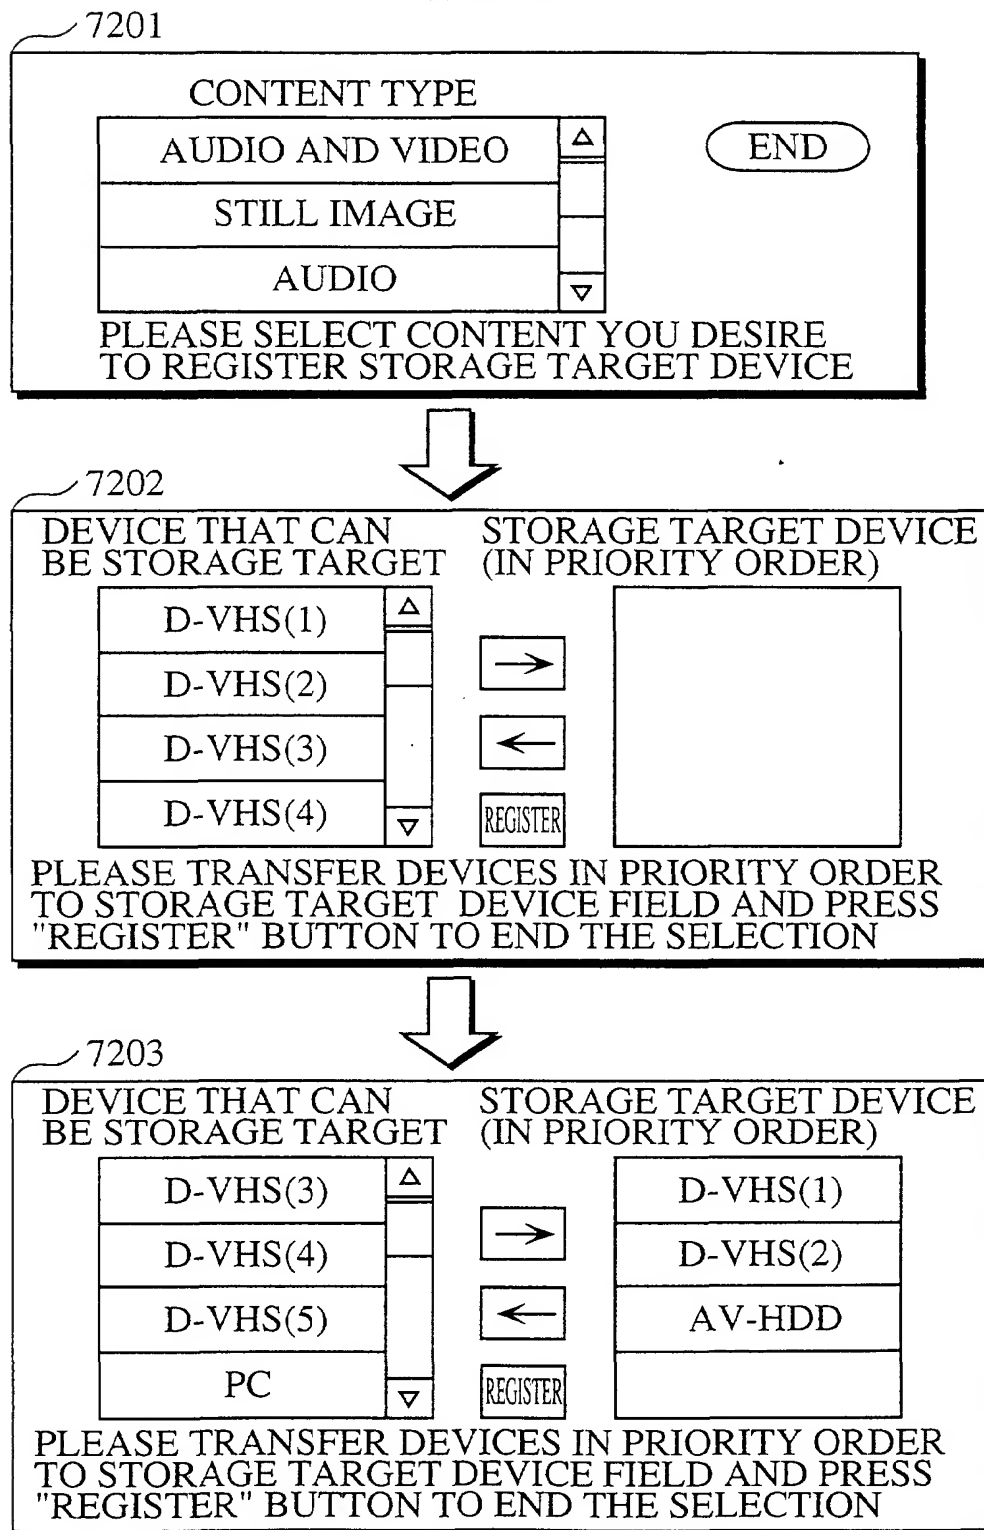 7201
CONTENT TYPE
AUDIO AND VIDEO
STILL IMAGE
AUDIO
END
PLEASE SELECT CONTENT YOU DESIRE
TO REGISTER STORAGE TARGET DEVICE
7202
DEVICE THAT CAN
BE STORAGE TARGET
STORAGE TARGET DEVICE
(IN PRIORITY ORDER)
D-VHS(1)
D-VHS(2)
D-VHS(3)
D-VHS(4)
REGISTER
PLEASE TRANSFER DEVICES IN PRIORITY ORDER
TO STORAGE TARGET DEVICE FIELD AND PRESS
"REGISTER" BUTTON TO END THE SELECTION
7203
DEVICE THAT CAN
BE STORAGE TARGET
STORAGE TARGET DEVICE
(IN PRIORITY ORDER)
D-VHS(3)
D-VHS(4)
D-VHS(5)
PC
REGISTER
D-VHS(1)
D-VHS(2)
AV-HDD
PLEASE TRANSFER DEVICES IN PRIORITY ORDER
TO STORAGE TARGET DEVICE FIELD AND PRESS
"REGISTER" BUTTON TO END THE SELECTION